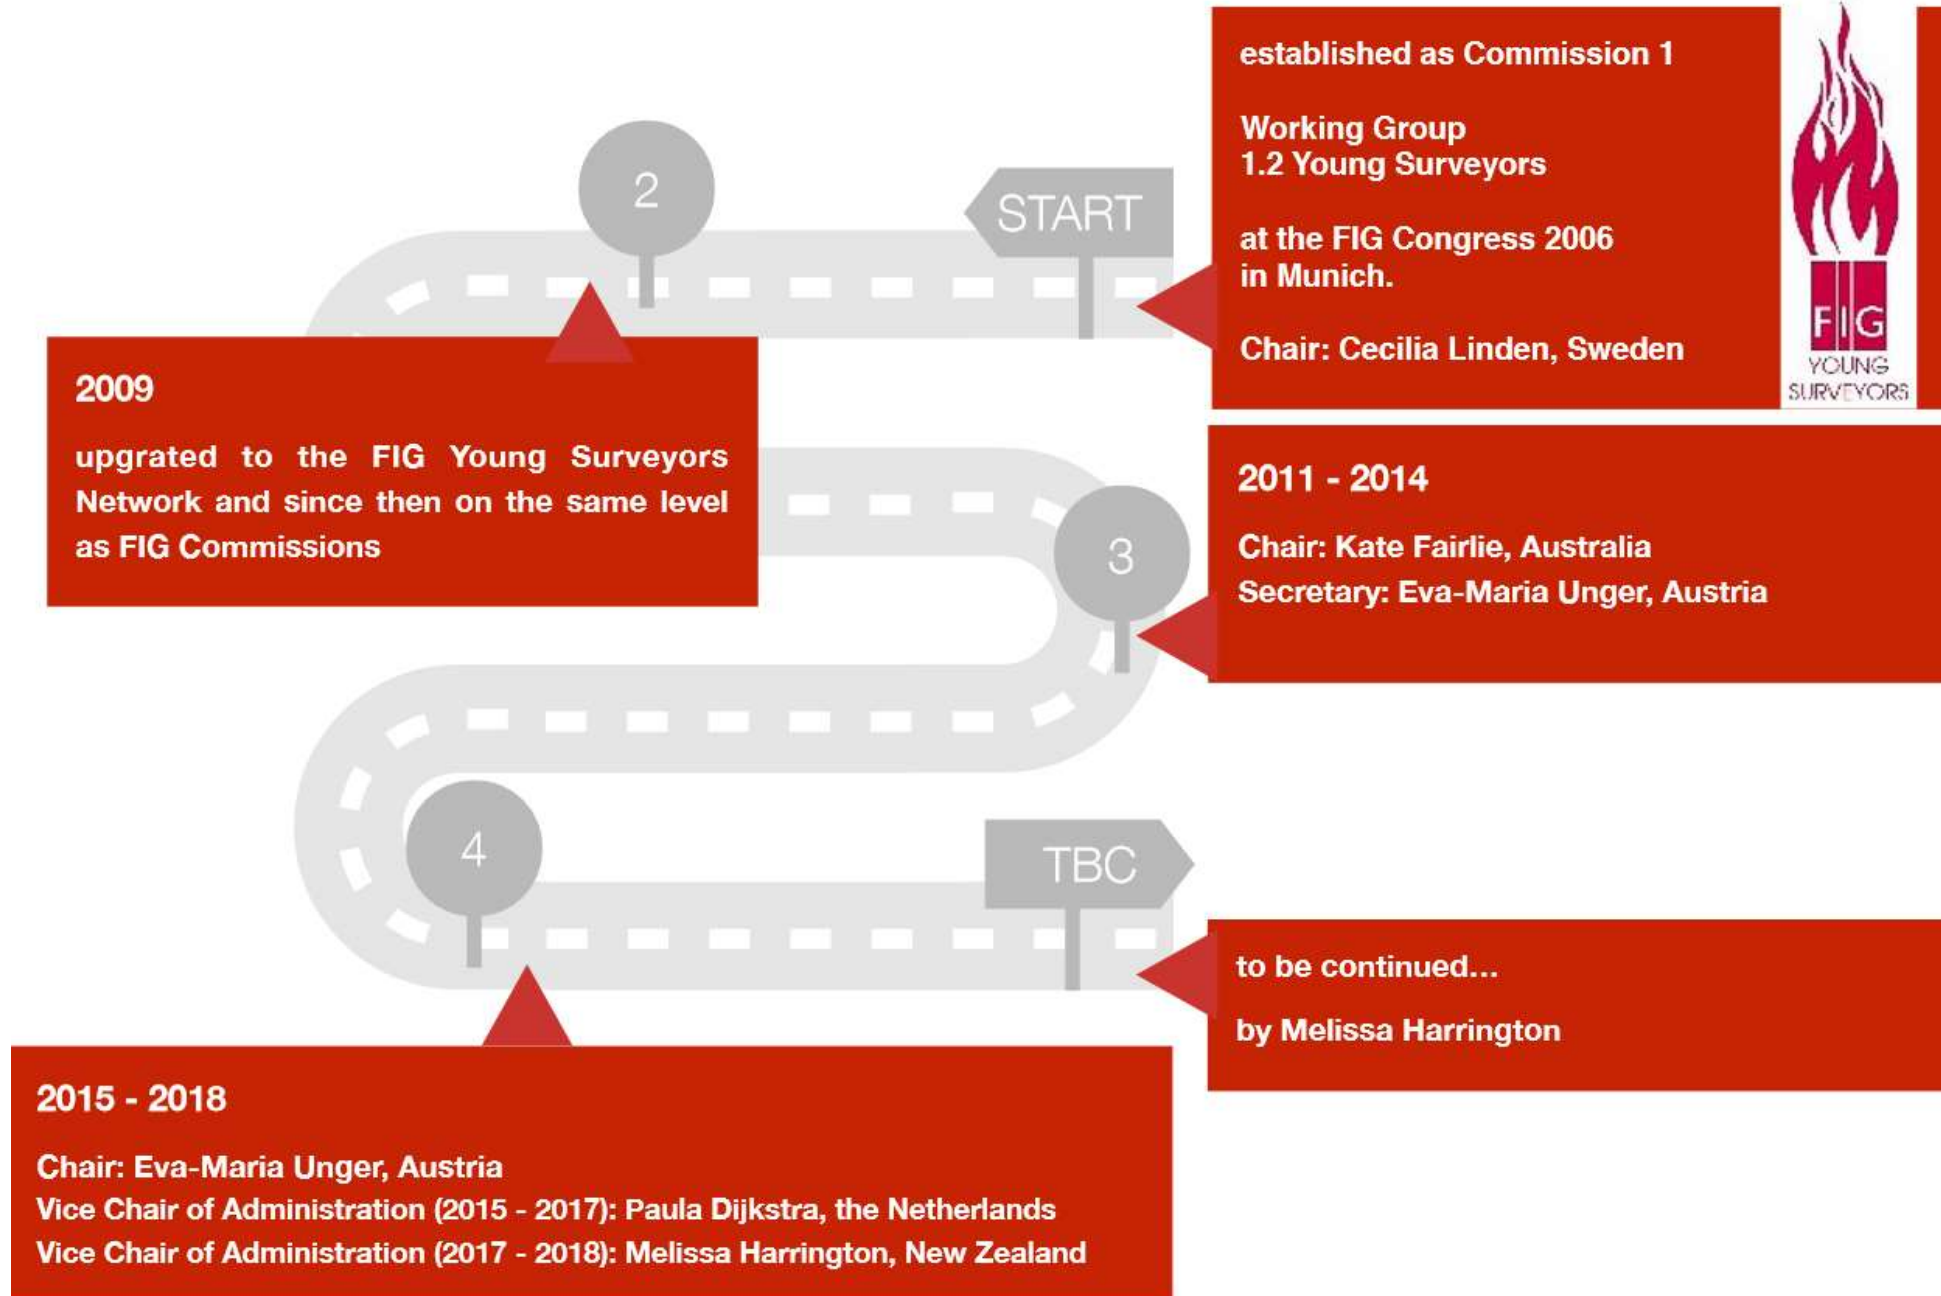 START
established as Commission 1
Working Group
1.2 Young Surveyors
at the FIG Congress 2006
in Munich.
Chair: Cecilia Linden, Sweden
FIG
YOUNG
SURVEYORS
2
2009
upgrated to the FIG Young Surveyors
Network and since then on the same level
as FIG Commissions
3
2011 - 2014
Chair: Kate Fairlie, Australia
Secretary: Eva-Maria Unger, Austria
4
2015 - 2018
Chair: Eva-Maria Unger, Austria
Vice Chair of Administration (2015 - 2017): Paula Dijkstra, the Netherlands
Vice Chair of Administration (2017 - 2018): Melissa Harrington, New Zealand
TBC
to be continued...
by Melissa Harrington